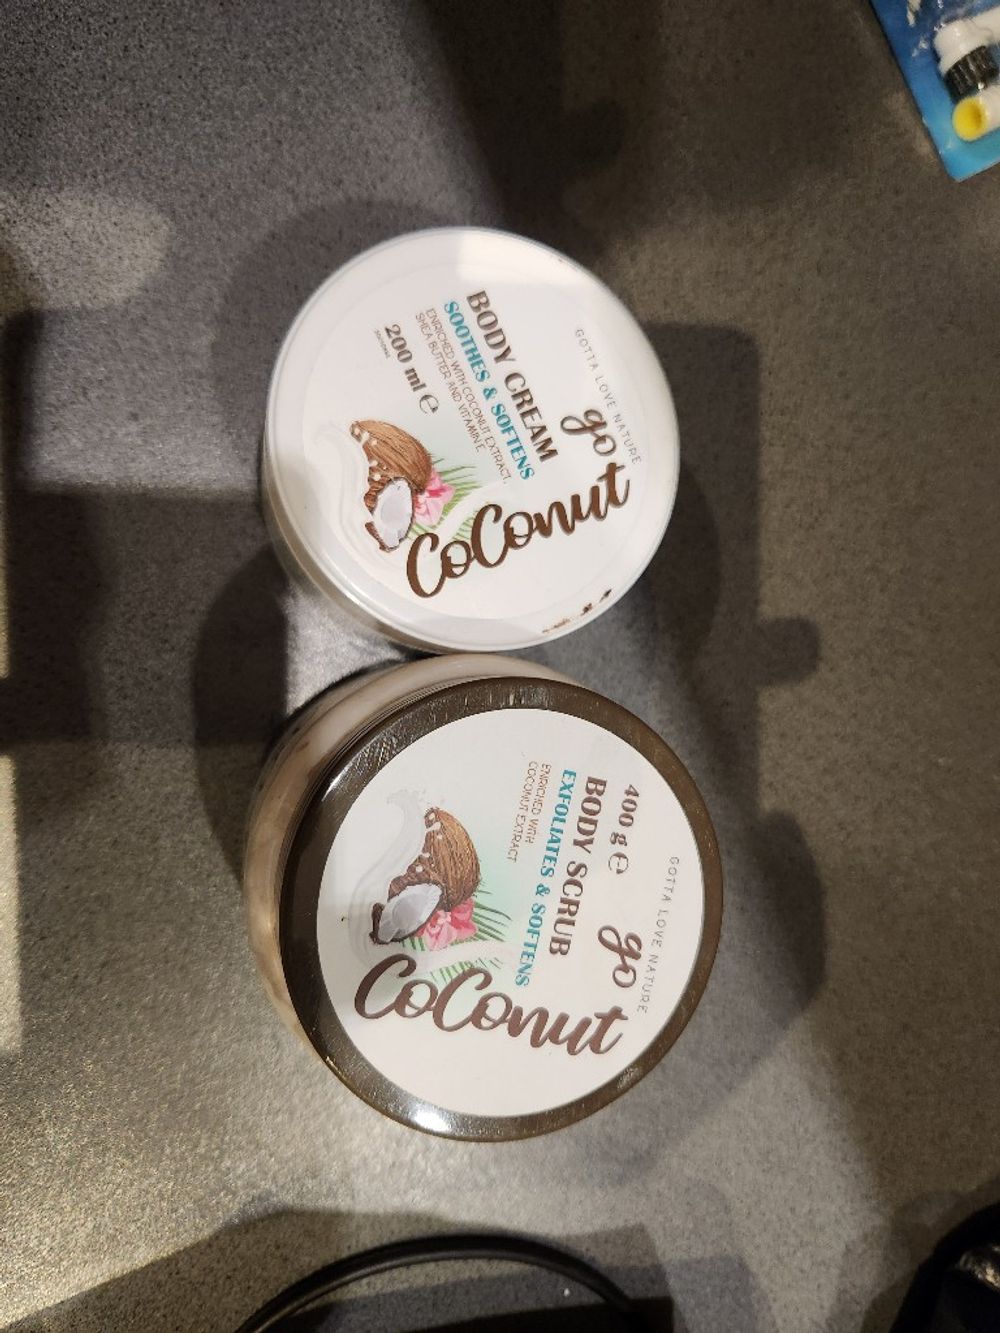 GOTTA LOVE NATURE
go
CoConut
BODY CREAM
SOOTHES & SOFTENS
ENRICHED WITH COCONUT EXTRACT,
SHEA BUTTER AND VITAMIN E
200 ml ℮
GOTTA LOVE NATURE
go
CoConut
400 g ℮
BODY SCRUB
EXFOLIATES & SOFTENS
ENRICHED WITH
COCONUT EXTRACT